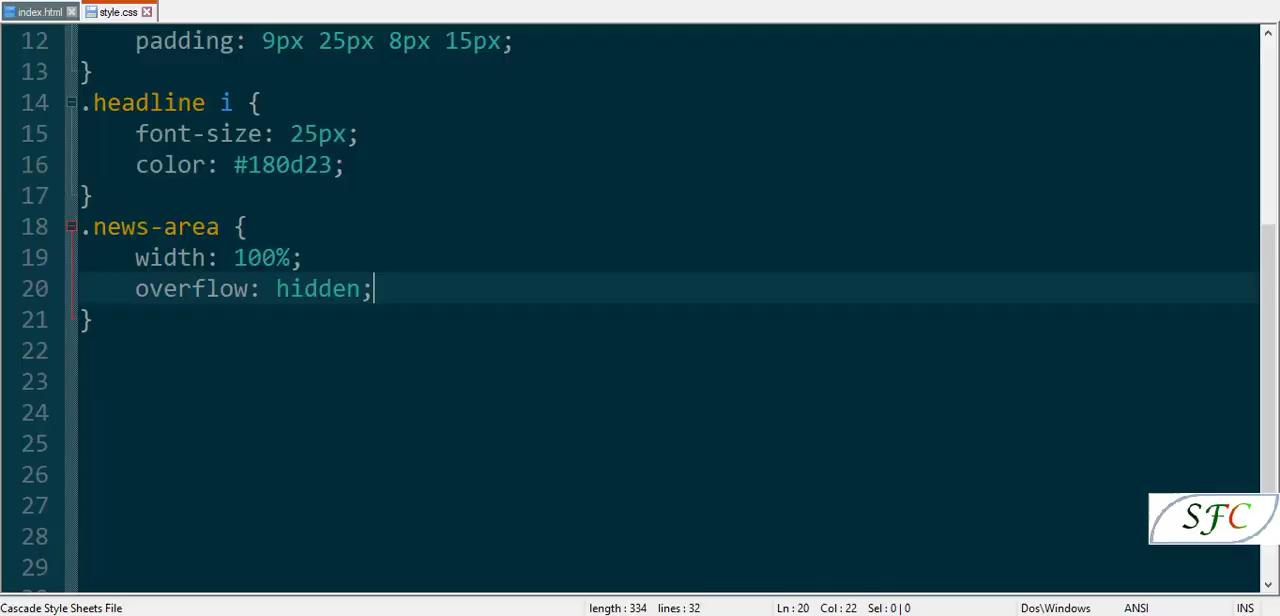 index.html style.css
12 padding: 9px 25px 8px 15px;
13 }
14 .headline i {
15 font-size: 25px;
16 color: #180d23;
17 }
18 .news-area {
19 width: 100%;
20 overflow: hidden;
21 }
22
23
24
25
26
27
28
29
SFC
Cascade Style Sheets File length : 334 lines : 32 Ln : 20 Col : 22 Sel : 0 | 0 Dos\Windows ANSI INS